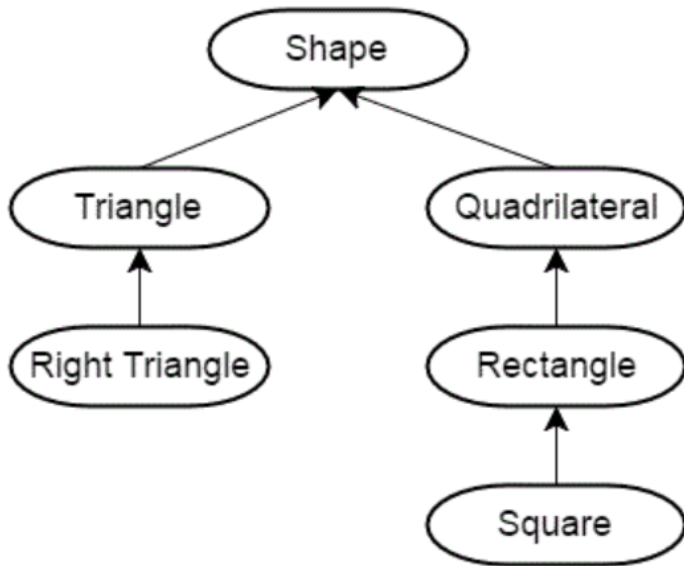 Shape
Triangle
Quadrilateral
Right Triangle
Rectangle
Square